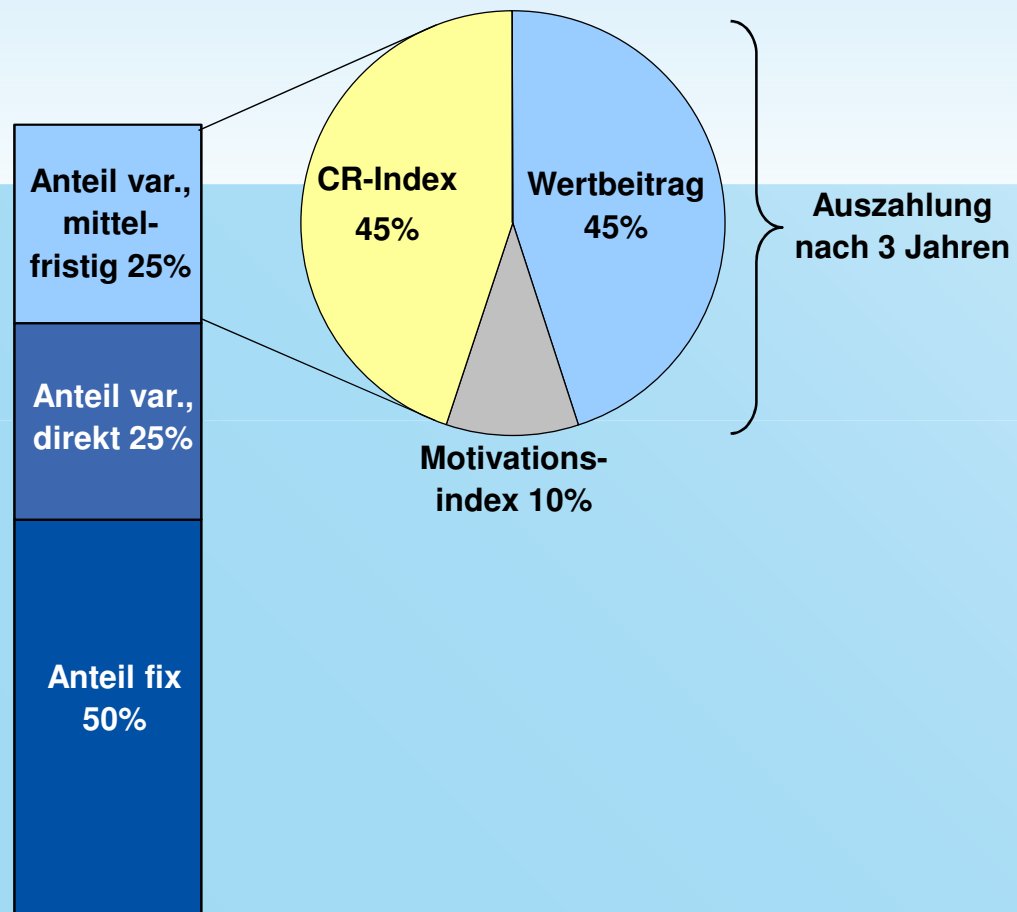 Anteil var.,
mittel-
fristig 25%
Anteil var.,
direkt 25%
Anteil fix
50%
CR-Index
45%
Wertbeitrag
45%
Motivations-
index 10%
Auszahlung
nach 3 Jahren